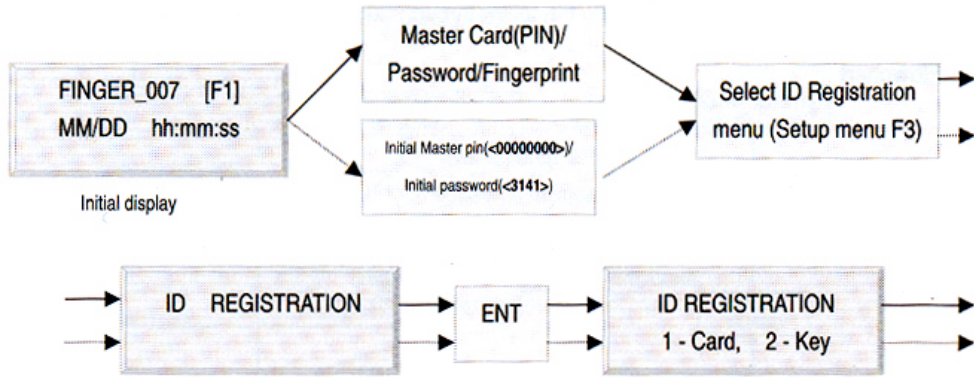 FINGER_007 [F1]
MM/DD hh:mm:ss
Initial display
Master Card(PIN)/
Password/Fingerprint
Initial Master pin(<00000000>)/
Initial password(<3141>)
Select ID Registration
menu (Setup menu F3)
ID REGISTRATION
ENT
ID REGISTRATION
1 - Card, 2 - Key